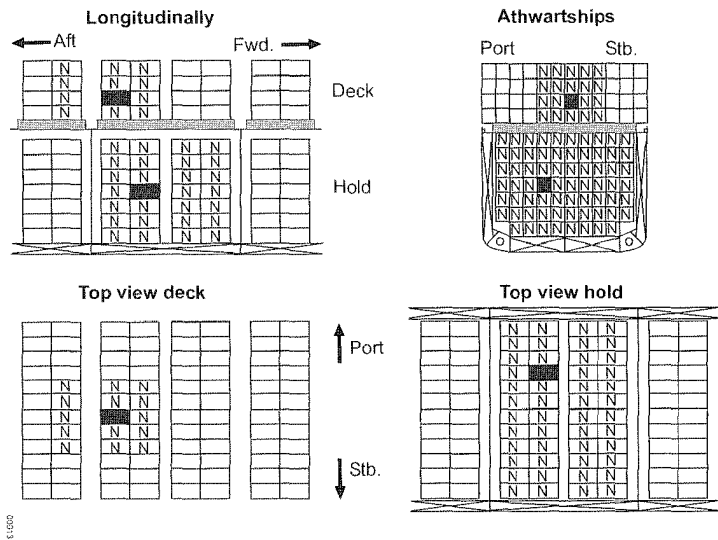 Longitudinally
Aft
Fwd.
N N N
N N N
N N
N N N
Deck
N N N N
N N N N
N N N N
N N N
N N N N
N N N N
N N N N
Hold
Athwartships
Port
Stb.
N N N N N
N N N N N
N N N N
N N N N N
N N N N N N N N N N
N N N N N N N N N N
N N N N N N N N N N
N N N N N N N N N
N N N N N N N N N N
N N N N N N N N N N
N N N N N N N N
Top view deck
N N N
N N N
N N
N N N
N N N
Port
Stb.
Top view hold
N N N N
N N N N
N N N N
N N N
N N N N
N N N N
N N N N
N N N N
N N N N
N N N N
N N N N
N N N N